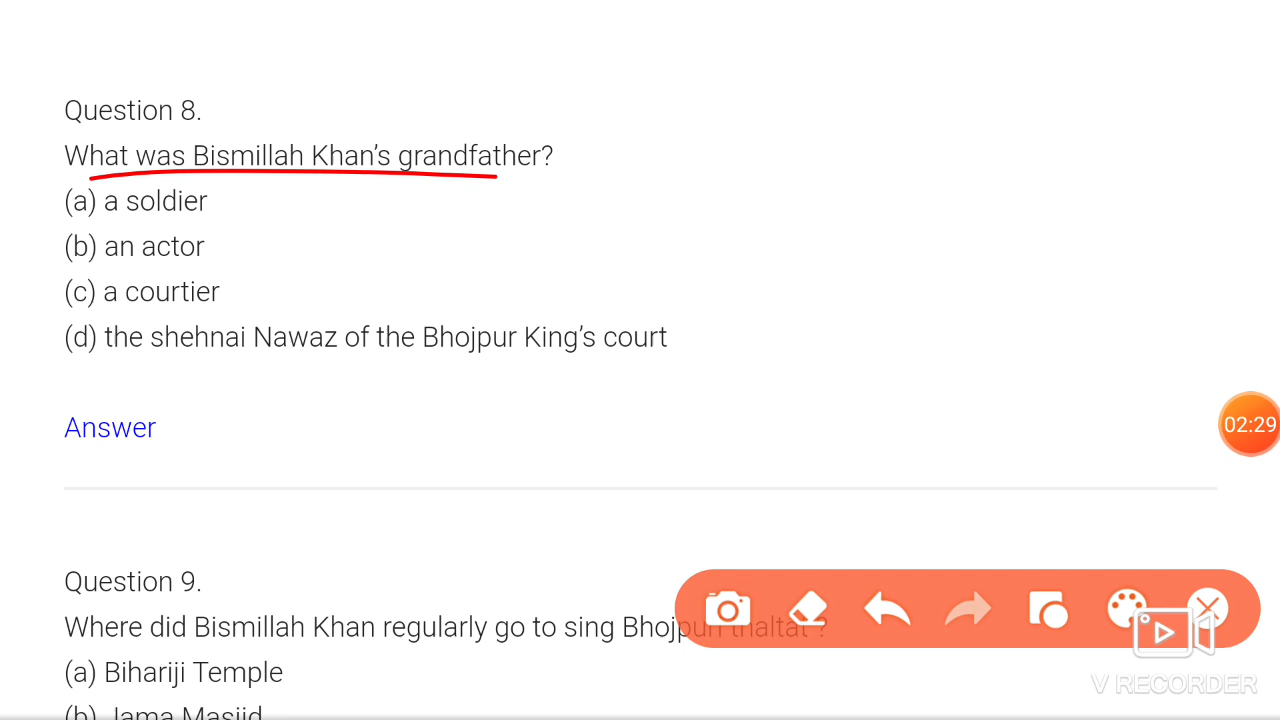 Question 8.
What was Bismillah Khan’s grandfather?
(a) a soldier
(b) an actor
(c) a courtier
(d) the shehnai Nawaz of the Bhojpur King’s court
Answer
02:29
Question 9.
Where did Bismillah Khan regularly go to sing Bhojpuri ?
(a) Bihariji Temple
(b) Jama Masjid
V RECORDER